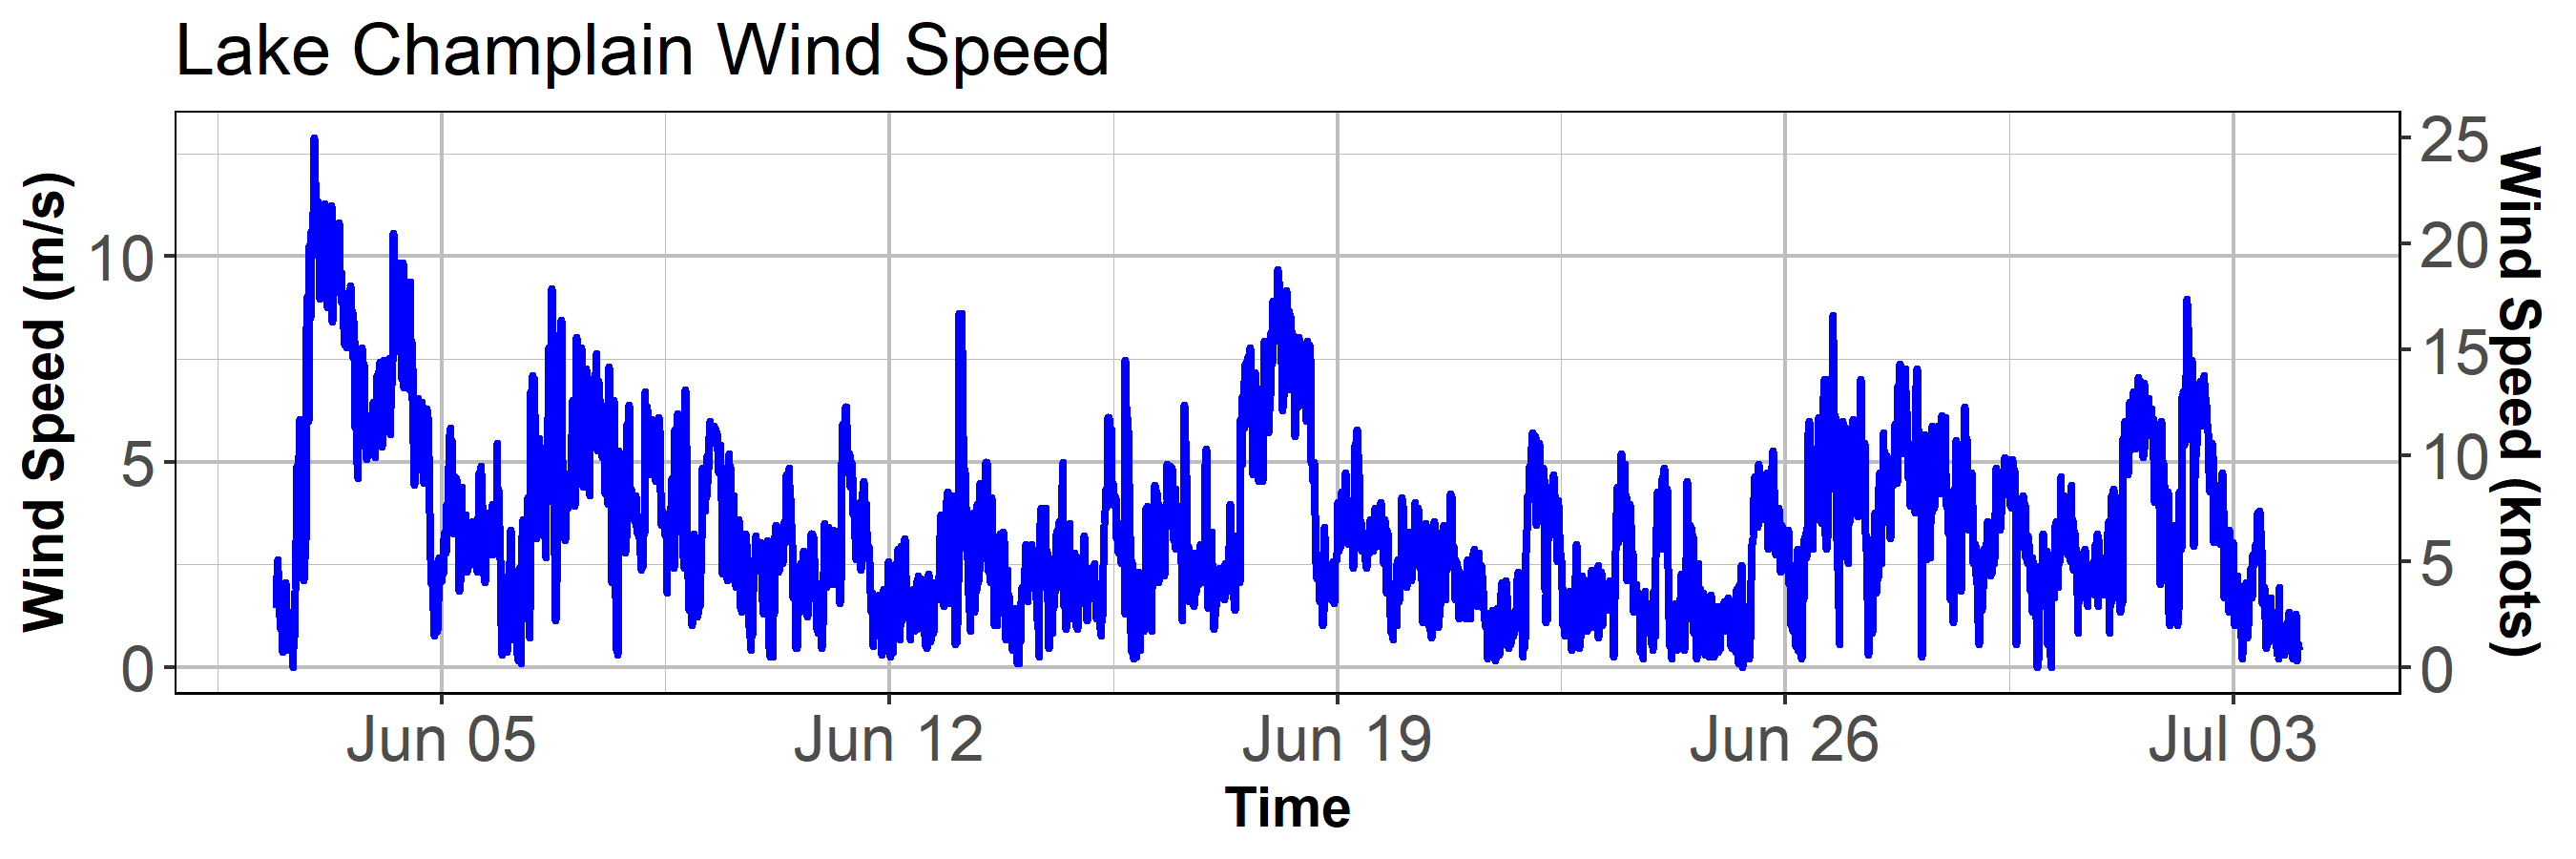 Lake Champlain Wind Speed
Wind Speed (m/s)
10
5
0
25
20
15
10
5
0
Wind Speed (knots)
Jun 05
Jun 12
Jun 19
Jun 26
Jul 03
Time